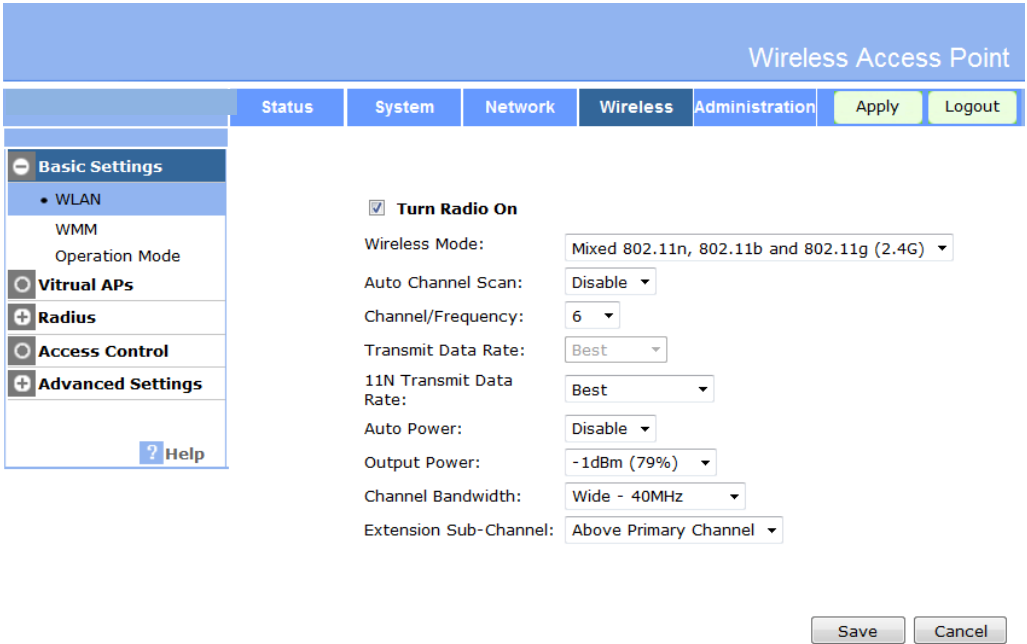 Wireless Access Point
Status System Network Wireless Administration Apply Logout
Basic Settings
WLAN
WMM
Operation Mode
Vitrual APs
Radius
Access Control
Advanced Settings
? Help
Turn Radio On
Wireless Mode: Mixed 802.11n, 802.11b and 802.11g (2.4G)
Auto Channel Scan: Disable
Channel/Frequency: 6
Transmit Data Rate: Best
11N Transmit Data
Rate: Best
Auto Power: Disable
Output Power: -1dBm (79%)
Channel Bandwidth: Wide - 40MHz
Extension Sub-Channel: Above Primary Channel
Save Cancel